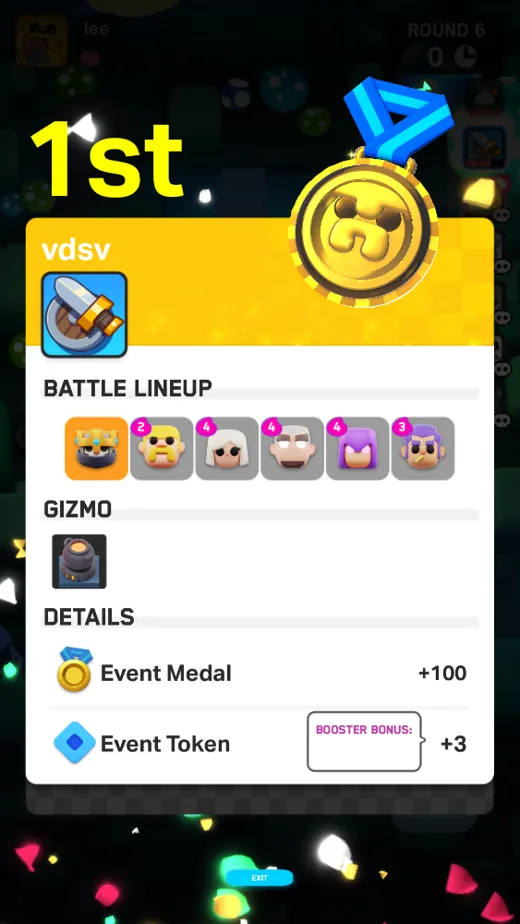 lee
ROUND 6
0
1st
vdsv
BATTLE LINEUP
2
4
4
4
3
GIZMO
DETAILS
Event Medal
+100
Event Token
BOOSTER BONUS:
+3
EXIT